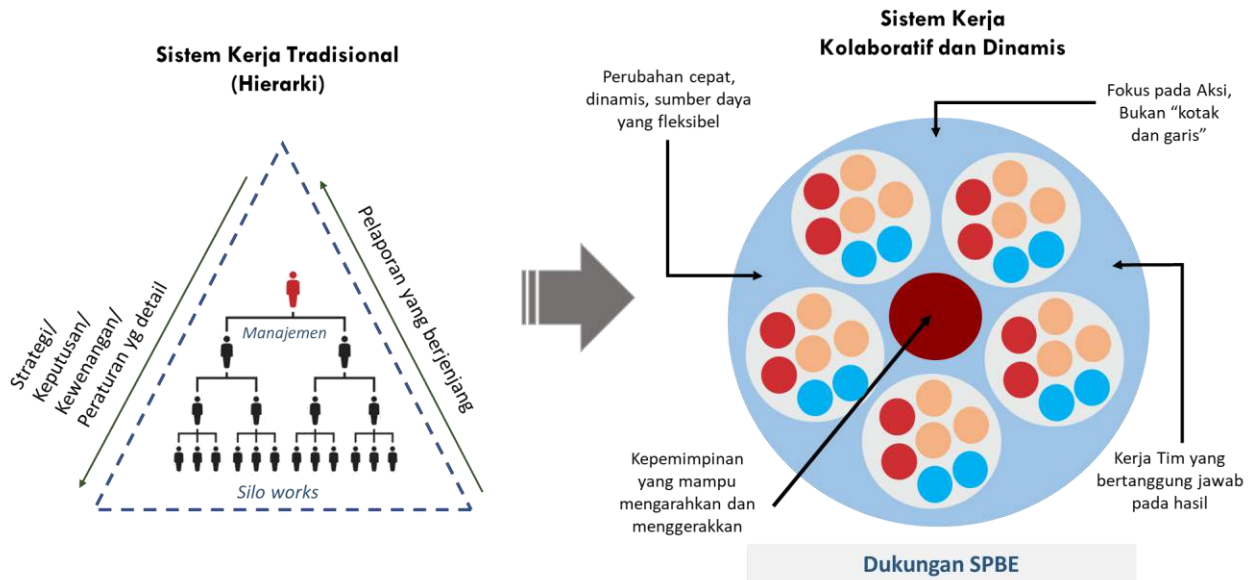 Sistem Kerja Tradisional
(Hierarki)
Strategi/
Keputusan/
Kewenangan/
Peraturan yg detail
Pelaporan yang berjenjang
Manajemen
Silo works
Sistem Kerja
Kolaboratif dan Dinamis
Perubahan cepat,
dinamis, sumber daya
yang fleksibel
Fokus pada Aksi,
Bukan “kotak
dan garis”
Kepemimpinan
yang mampu
mengarahkan dan
menggerakkan
Kerja Tim yang
bertanggung jawab
pada hasil
Dukungan SPBE